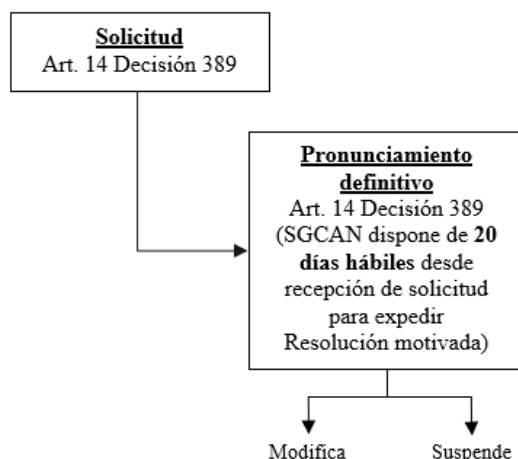 Solicitud
Art. 14 Decisión 389
Pronunciamiento
definitivo
Art. 14 Decisión 389
(SGCAN dispone de 20
días hábiles desde
recepción de solicitud
para expedir
Resolución motivada)
Modifica Suspende